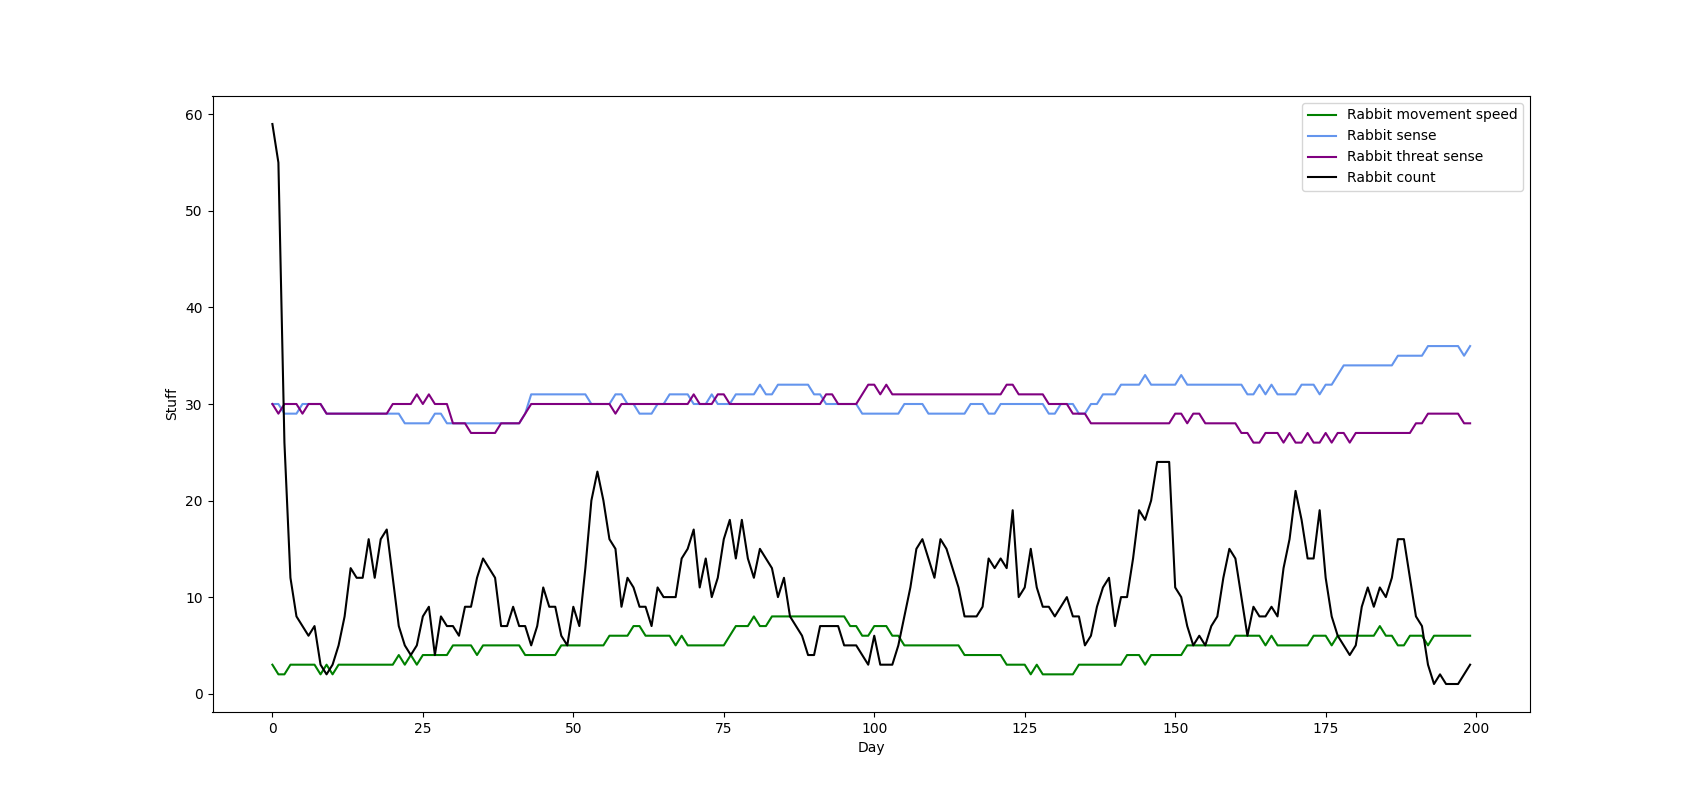 60
50
40
30
20
10
0
Stuff
0 25 50 75 100 125 150 175 200
Day
Rabbit movement speed
Rabbit sense
Rabbit threat sense
Rabbit count